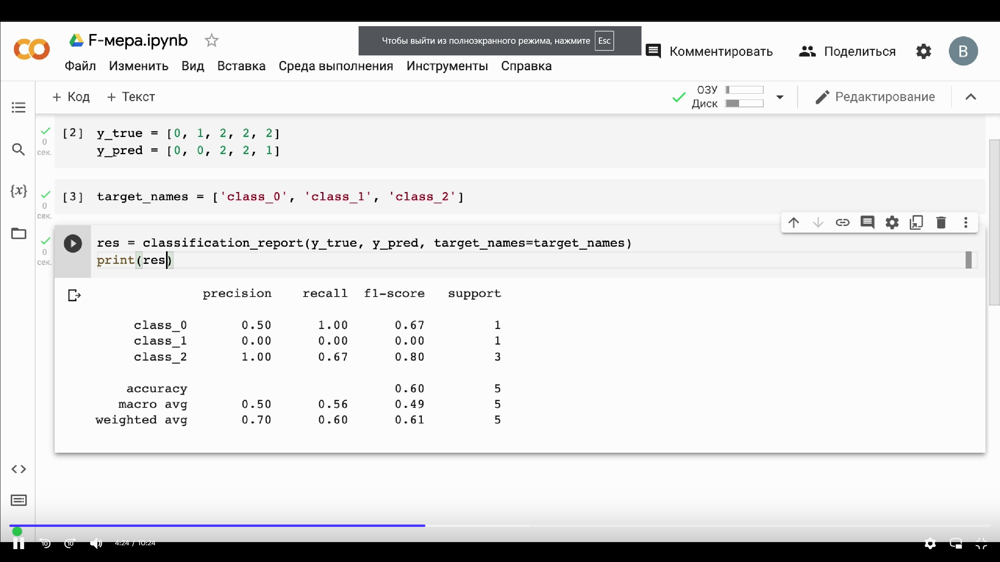 F-мера.ipynb
Чтобы выйти из полноэкранного режима, нажмите Esc
Комментировать Поделиться B
Файл Изменить Вид Вставка Среда выполнения Инструменты Справка
+ Код + Текст
ОЗУ
Диск
Редактирование
[2] y_true = [0, 1, 2, 2, 2]
y_pred = [0, 0, 2, 2, 1]
0
сек.
{x}
[3] target_names = ['class_0', 'class_1', 'class_2']
0
сек.
res = classification_report(y_true, y_pred, target_names=target_names)
print(res)
0
сек.
precision recall f1-score support
class_0 0.50 1.00 0.67 1
class_1 0.00 0.00 0.00 1
class_2 1.00 0.67 0.80 3
accuracy 0.60 5
macro avg 0.50 0.56 0.49 5
weighted avg 0.70 0.60 0.61 5
10 10 4:24 / 10:24